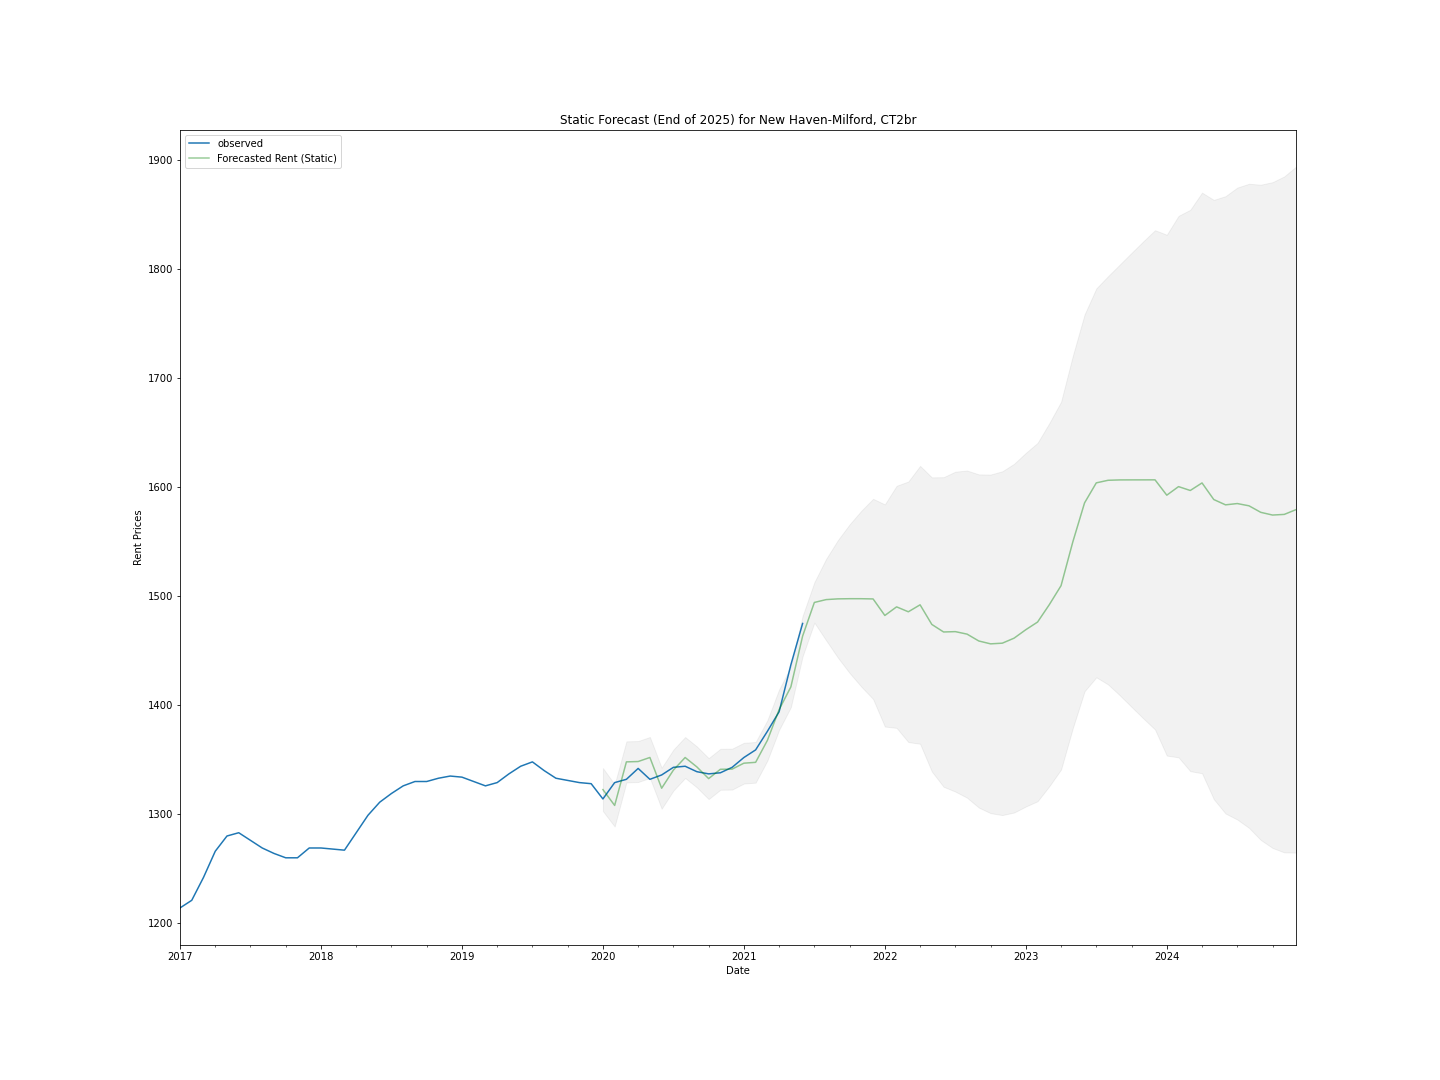 Static Forecast (End of 2025) for New Haven-Milford, CT2br
observed
Forecasted Rent (Static)
1900
1800
1700
1600
1500
1400
1300
1200
Rent Prices
2017 2018 2019 2020 2021 2022 2023 2024
Date